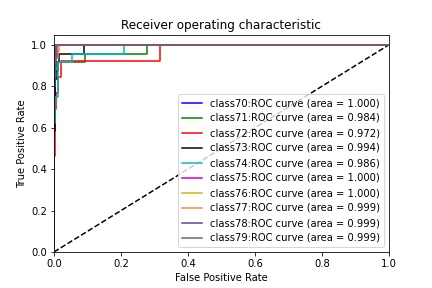 Receiver operating characteristic
1.0
0.8
0.6
0.4
0.2
0.0
True Positive Rate
class70:ROC curve (area = 1.000)
class71:ROC curve (area = 0.984)
class72:ROC curve (area = 0.972)
class73:ROC curve (area = 0.994)
class74:ROC curve (area = 0.986)
class75:ROC curve (area = 1.000)
class76:ROC curve (area = 1.000)
class77:ROC curve (area = 0.999)
class78:ROC curve (area = 0.999)
class79:ROC curve (area = 0.999)
0.0 0.2 0.4 0.6 0.8 1.0
False Positive Rate